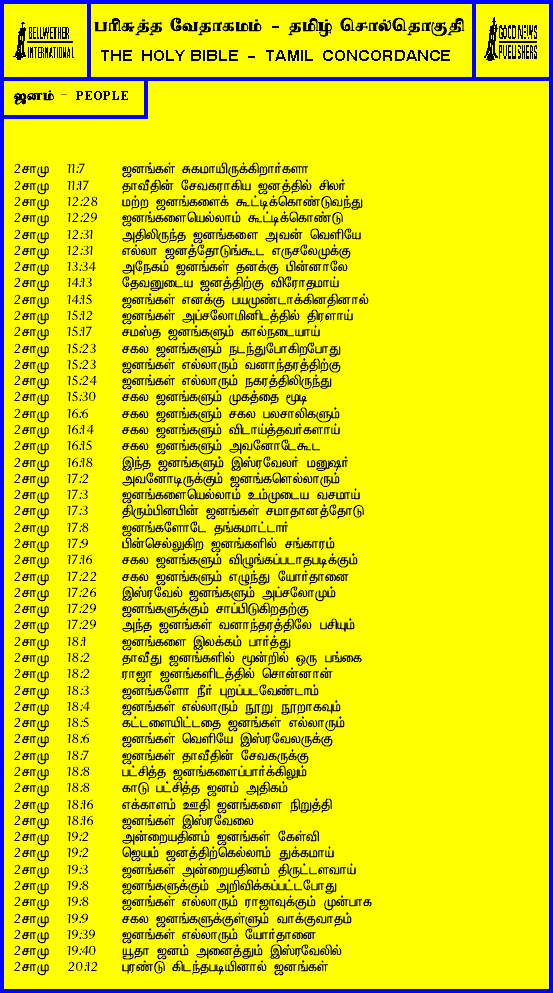 BELLWETHER
INTERNATIONAL
பரிசுத்த வேதாகமம் - தமிழ் சொல்தொகுதி
THE HOLY BIBLE - TAMIL CONCORDANCE
GOOD NEWS
PUBLISHERS
ஜனம் - PEOPLE
2சாமு 11:7 ஜனங்கள் சுகமாயிருக்கிறார்களா
2சாமு 11:17 தாவீதின் சேவகராகிய ஜனத்தில் சிலர்
2சாமு 12:28 மற்ற ஜனங்களைக் கூட்டிக்கொண்டுவந்து
2சாமு 12:29 ஜனங்களையெல்லாம் கூட்டிக்கொண்டு
2சாமு 12:31 அதிலிருந்த ஜனங்களை அவன் வெளியே
2சாமு 12:31 எல்லா ஜனத்தோடுங்கூட எருசலேமுக்கு
2சாமு 13:34 அநேகம் ஜனங்கள் தனக்கு பின்னாலே
2சாமு 14:13 தேவனுடைய ஜனத்திற்கு விரோதமாய்
2சாமு 14:15 ஜனங்கள் எனக்கு பயமுண்டாக்கினதினால்
2சாமு 15:12 ஜனங்கள் அப்சலோமினிடத்தில் திரளாய்
2சாமு 15:17 சமஸ்த ஜனங்களும் கால்நடையாய்
2சாமு 15:23 சகல ஜனங்களும் நடந்துபோகிறபோது
2சாமு 15:23 ஜனங்கள் எல்லாரும் வனாந்தரத்திற்கு
2சாமு 15:24 ஜனங்கள் எல்லாரும் நகரத்திலிருந்து
2சாமு 15:30 சகல ஜனங்களும் முகத்தை மூடி
2சாமு 16:6 சகல ஜனங்களும் சகல பலசாலிகளும்
2சாமு 16:14 சகல ஜனங்களும் விடாய்த்தவர்களாய்
2சாமு 16:15 சகல ஜனங்களும் அவனோடேகூட
2சாமு 16:18 இந்த ஜனங்களும் இஸ்ரவேலர் மனுஷர்
2சாமு 17:2 அவனோடிருக்கும் ஜனங்களெல்லாரும்
2சாமு 17:3 ஜனங்களையெல்லாம் உம்முடைய வசமாய்
2சாமு 17:3 திரும்பினபின் ஜனங்கள் சமாதானத்தோடு
2சாமு 17:8 ஜனங்களோடே தங்கமாட்டார்
2சாமு 17:9 பின்செல்லுகிற ஜனங்களில் சங்காரம்
2சாமு 17:16 சகல ஜனங்களும் விழுங்கப்படாதபடிக்கும்
2சாமு 17:22 சகல ஜனங்களும் எழுந்து யோர்தானை
2சாமு 17:26 இஸ்ரவேல் ஜனங்களும் அப்சலோமும்
2சாமு 17:29 ஜனங்களுக்கும் சாப்பிடுகிறதற்கு
2சாமு 17:29 அந்த ஜனங்கள் வனாந்தரத்திலே பசியும்
2சாமு 18:1 ஜனங்களை இலக்கம் பார்த்து
2சாமு 18:2 தாவீது ஜனங்களில் மூன்றில் ஒரு பங்கை
2சாமு 18:2 ராஜா ஜனங்களிடத்தில் சொன்னான்
2சாமு 18:3 ஜனங்களோ நீர் புறப்படவேண்டாம்
2சாமு 18:4 ஜனங்கள் எல்லாரும் நூறு நூறாகவும்
2சாமு 18:5 கட்டளையிட்டதை ஜனங்கள் எல்லாரும்
2சாமு 18:6 ஜனங்கள் வெளியே இஸ்ரவேலருக்கு
2சாமு 18:7 ஜனங்கள் தாவீதின் சேவகருக்கு
2சாமு 18:8 பட்சித்த ஜனங்களைப்பார்க்கிலும்
2சாமு 18:8 காடு பட்சித்த ஜனம் அதிகம்
2சாமு 18:16 எக்காளம் ஊதி ஜனங்களை நிறுத்தி
2சாமு 18:16 ஜனங்கள் இஸ்ரவேலை
2சாமு 19:2 அன்றையதினம் ஜனங்கள் கேள்வி
2சாமு 19:2 ஜெயம் ஜனத்திற்கெல்லாம் துக்கமாய்
2சாமு 19:3 ஜனங்கள் அன்றையதினம் திருட்டளவாய்
2சாமு 19:8 ஜனங்களுக்கும் அறிவிக்கப்பட்டபோது
2சாமு 19:8 ஜனங்கள் எல்லாரும் ராஜாவுக்கும் முன்பாக
2சாமு 19:9 சகல ஜனங்களுக்குள்ளும் வாக்குவாதம்
2சாமு 19:39 ஜனங்கள் எல்லாரும் யோர்தானை
2சாமு 19:40 யூதா ஜனம் அனைத்தும் இஸ்ரவேலில்
2சாமு 20:12 புரண்டு கிடந்தபடியினால் ஜனங்கள்